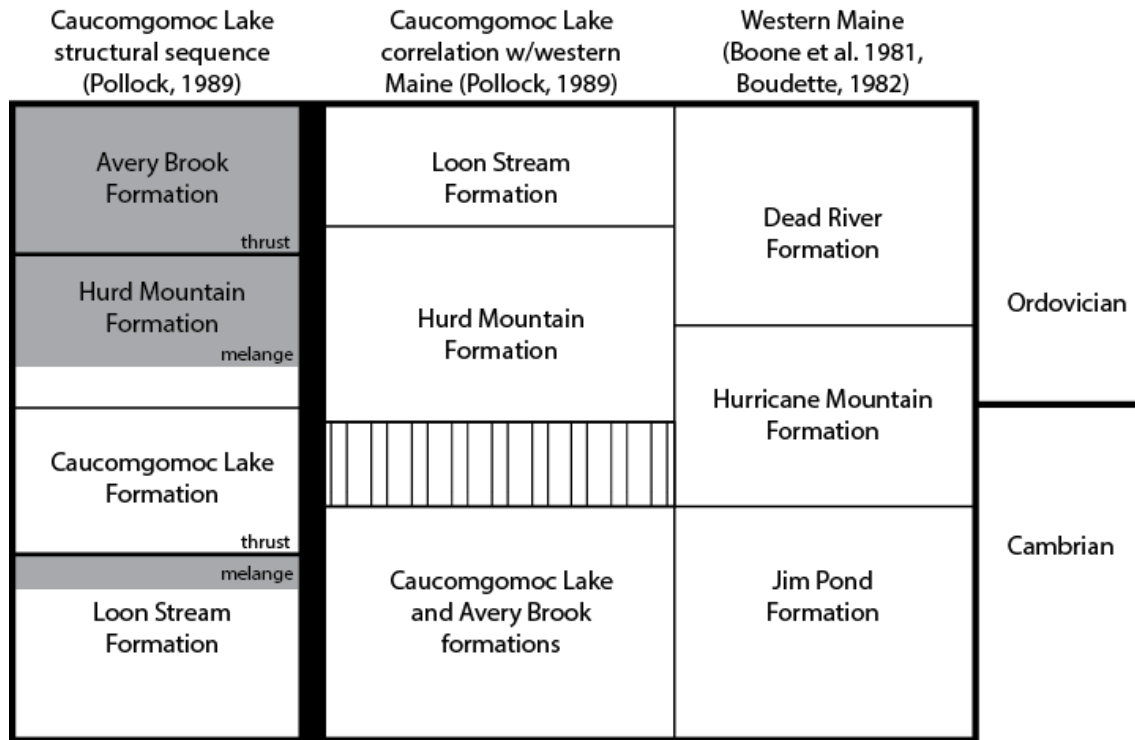 Caucomgomoc Lake
structural sequence
(Pollock, 1989)
Caucomgomoc Lake
correlation w/western
Maine (Pollock, 1989)
Western Maine
(Boone et al. 1981,
Boudette, 1982)
Avery Brook
Formation
thrust
Hurd Mountain
Formation
melange
Caucomgomoc Lake
Formation
thrust
melange
Loon Stream
Formation
Loon Stream
Formation
Hurd Mountain
Formation
Caucomgomoc Lake
and Avery Brook
formations
Dead River
Formation
Hurricane Mountain
Formation
Jim Pond
Formation
Ordovician
Cambrian